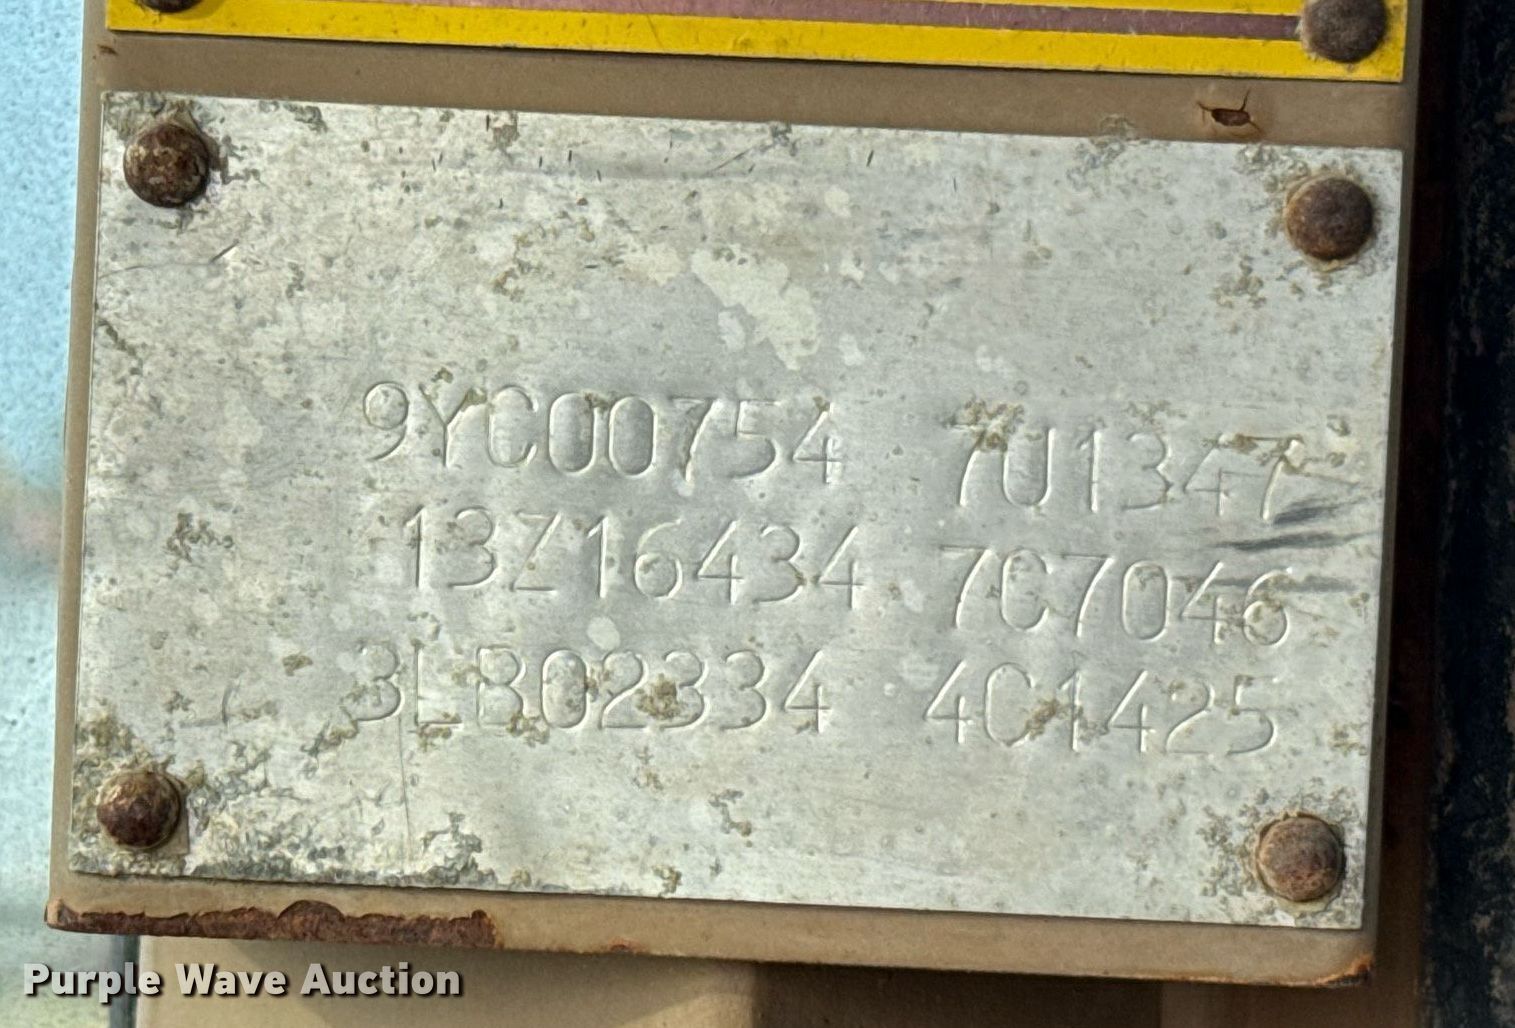 9YC00754 7U1347
13Z16434 7C7046
3LB02334 4C1425
Purple Wave Auction